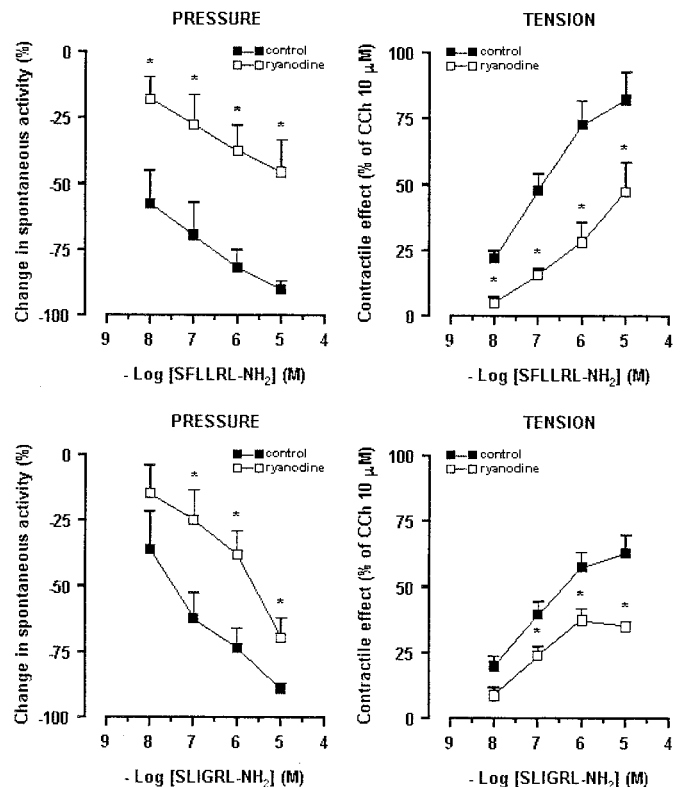 PRESSURE
control
ryanodine
Change in spontaneous activity (%)
0
-25
-50
-75
-100
* * * *
9 8 7 6 5 4
- Log [SFLLRL-NH2] (M)
TENSION
control
ryanodine
Contractile effect (% of CCh 10 μM)
100
75
50
25
0
* * * *
9 8 7 6 5 4
- Log [SFLLRL-NH2] (M)
PRESSURE
control
ryanodine
Change in spontaneous activity (%)
0
-25
-50
-75
-100
* * *
9 8 7 6 5 4
- Log [SLIGRL-NH2] (M)
TENSION
control
ryanodine
Contractile effect (% of CCh 10 μM)
100
75
50
25
0
* * *
9 8 7 6 5 4
- Log [SLIGRL-NH2] (M)